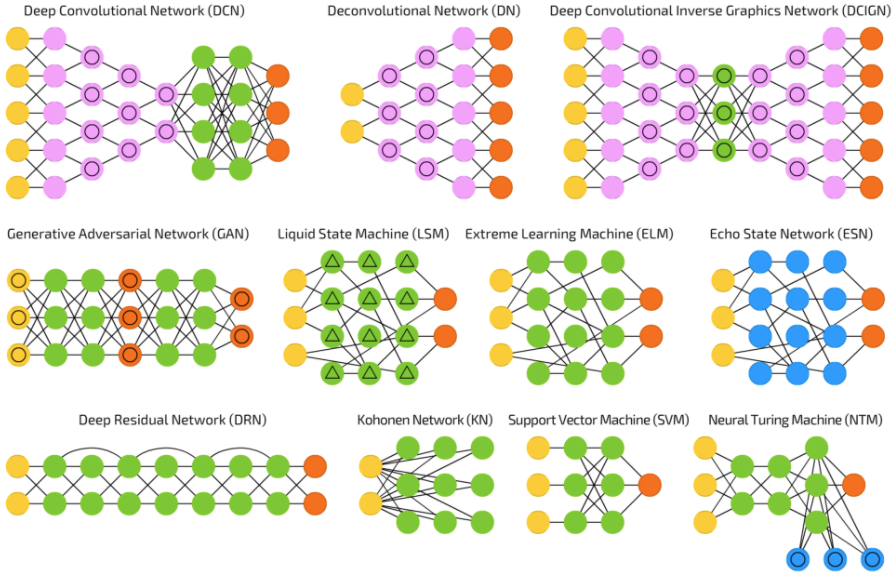 Deep Convolutional Network (DCN)
Deconvolutional Network (DN)
Deep Convolutional Inverse Graphics Network (DCIGN)
Generative Adversarial Network (GAN)
Liquid State Machine (LSM)
Extreme Learning Machine (ELM)
Echo State Network (ESN)
Deep Residual Network (DRN)
Kohonen Network (KN)
Support Vector Machine (SVM)
Neural Turing Machine (NTM)